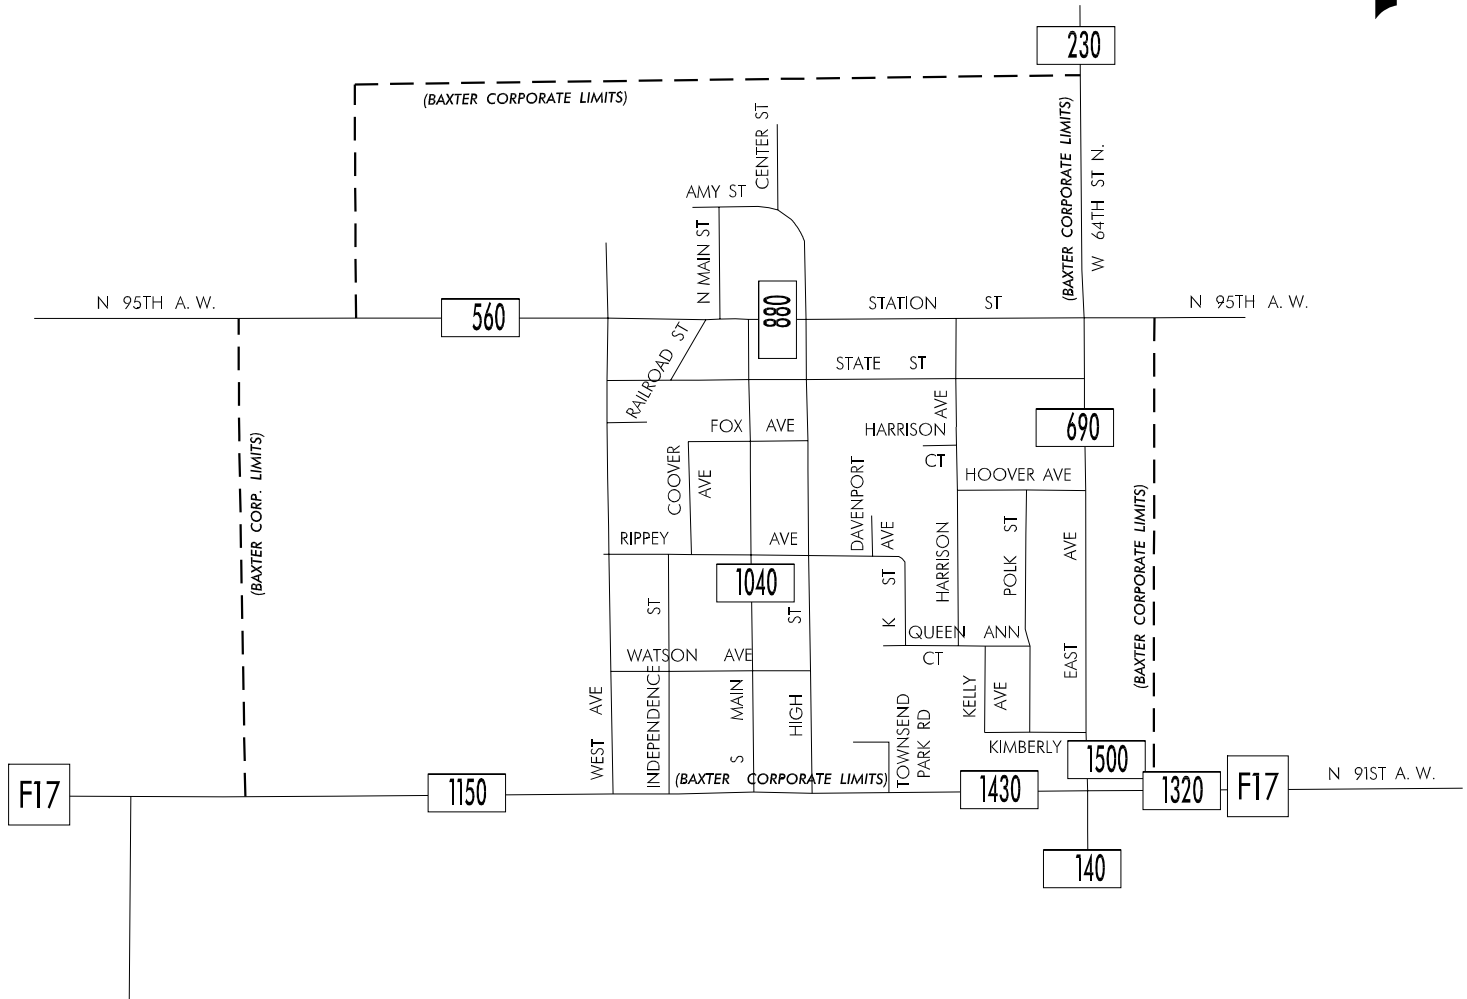 230
(BAXTER CORPORATE LIMITS)
(BAXTER CORPORATE LIMITS)
W 64TH ST N.
CENTER ST
AMY ST
N MAIN ST
N 95TH A. W.
560
880
STATION ST
N 95TH A. W.
RAILROAD ST
STATE ST
FOX AVE
HARRISON
CT
AVE
690
COOVER
AVE
DAVENPORT
AVE
HOOVER AVE
(BAXTER CORP. LIMITS)
RIPPEY AVE
HARRISON
POLK ST
EAST AVE
(BAXTER CORPORATE LIMITS)
1040
K ST
QUEEN ANN
CT
WATSON AVE
WEST AVE
INDEPENDENCE ST
S MAIN
HIGH ST
TOWNSEND
PARK RD
KELLY
AVE
KIMBERLY
1500
(BAXTER CORPORATE LIMITS)
F17
1150
1430
1320
F17
N 91ST A. W.
140